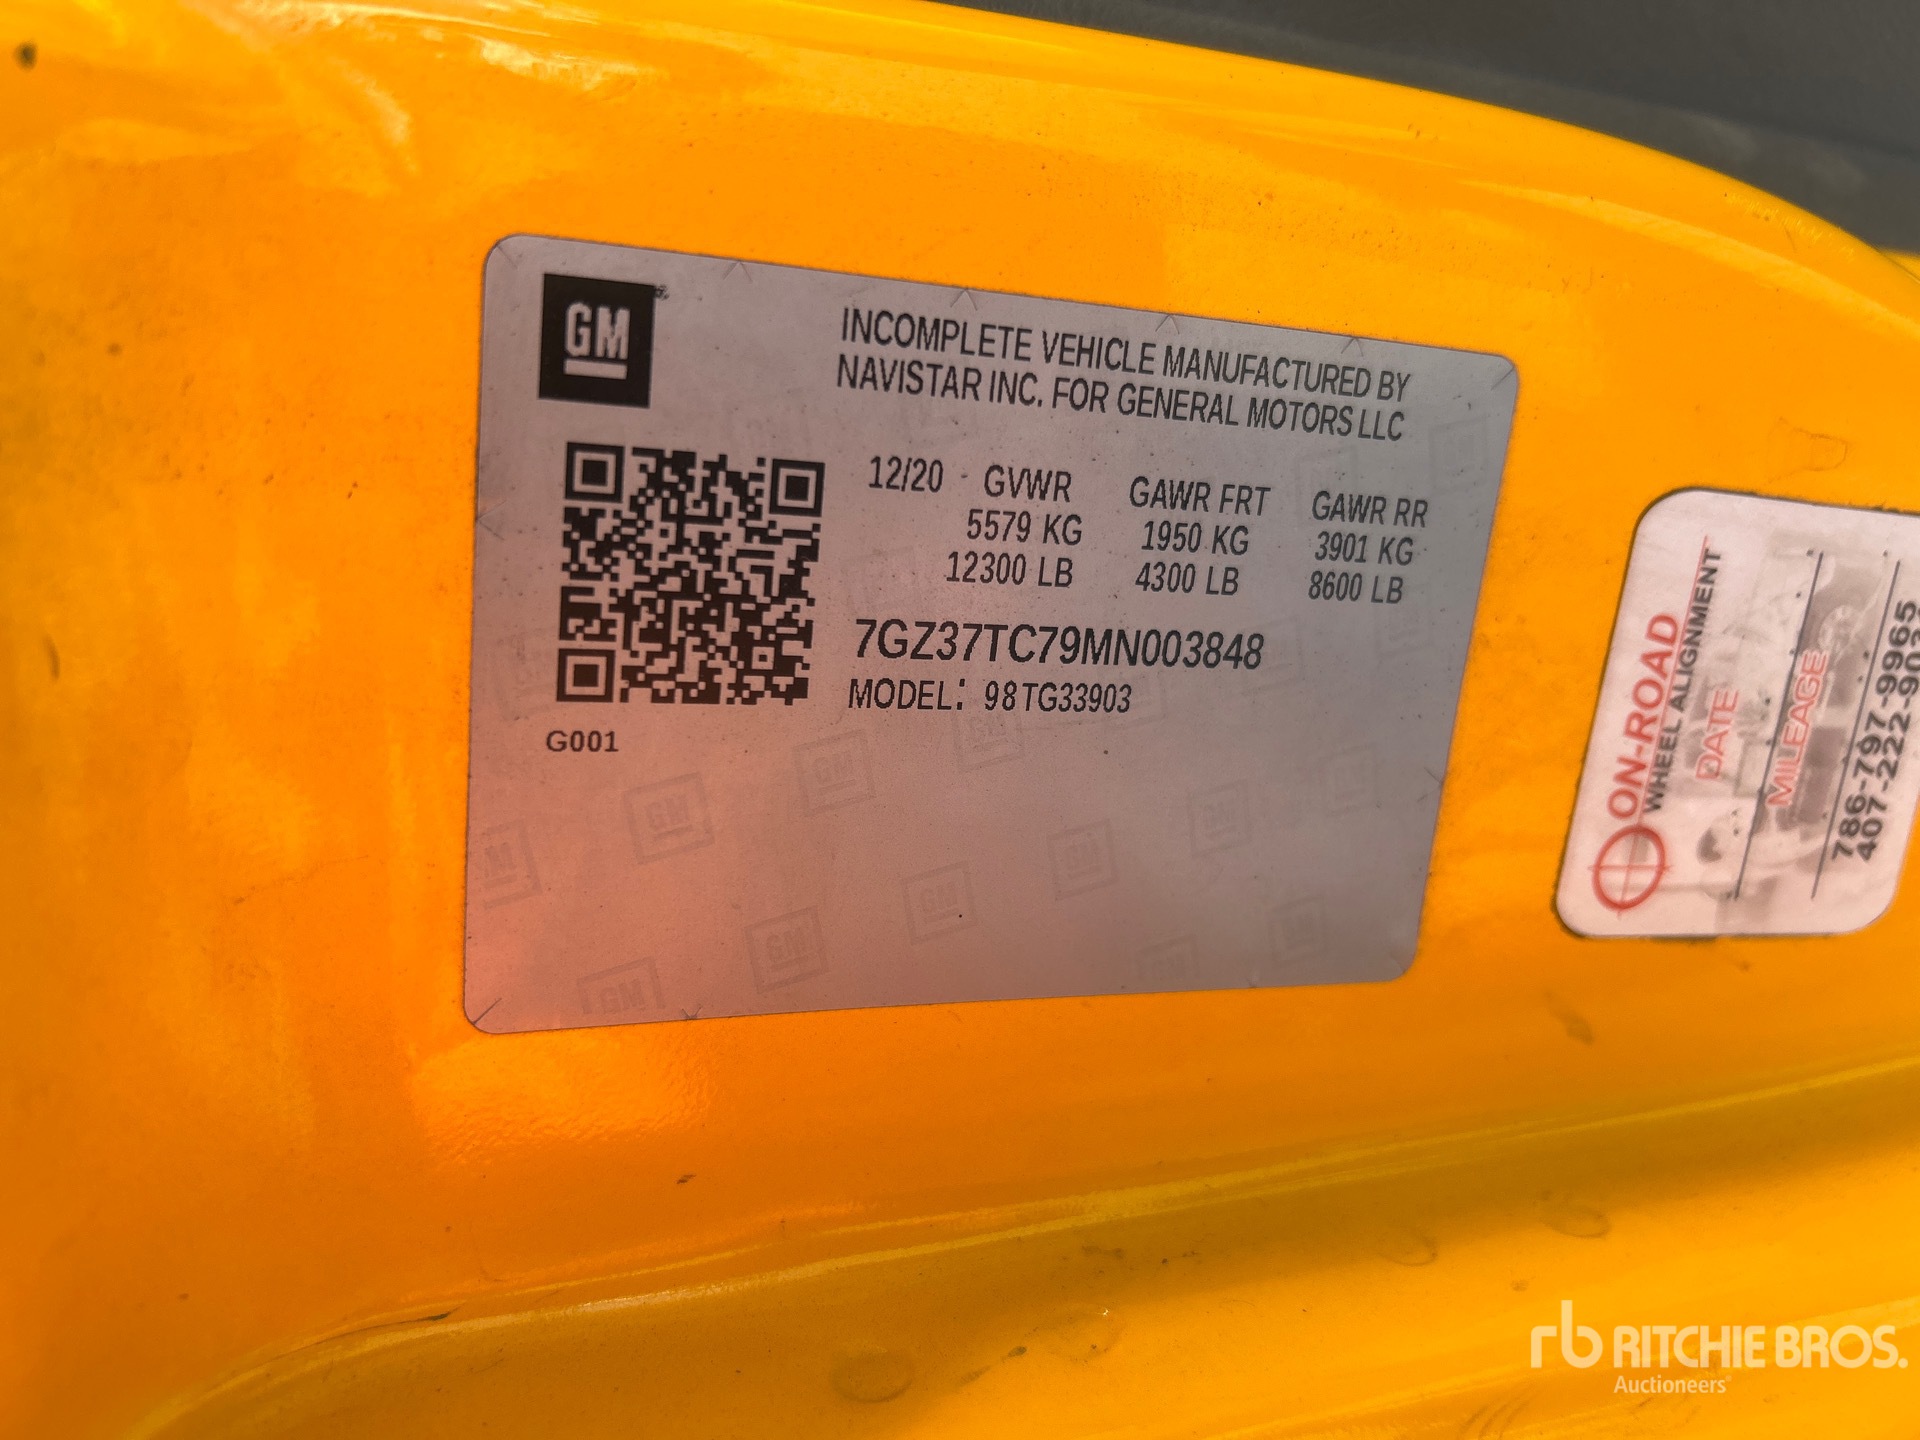 GM
INCOMPLETE VEHICLE MANUFACTURED BY
NAVISTAR INC. FOR GENERAL MOTORS LLC
12/20 GVWR GAWR FRT GAWR RR
5579 KG 1950 KG 3901 KG
12300 LB 4300 LB 8600 LB
7GZ37TC79MN003848
MODEL: 98TG33903
G001
ON-ROAD
WHEEL ALIGNMENT
DATE
MILEAGE
786-797-9965
rb RITCHIE BROS.
Auctioneers